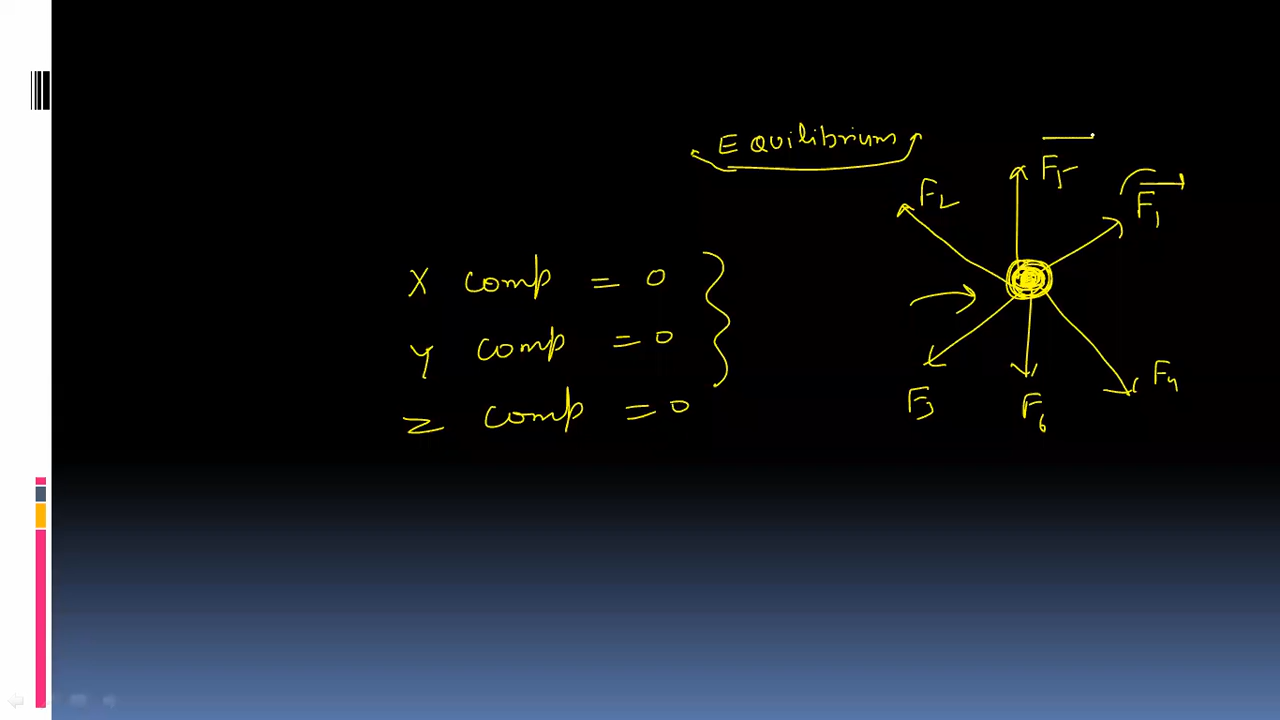 Equilibrium
F5
F2
F1
X comp = 0
Y comp = 0
Z comp = 0
F3
F6
F4